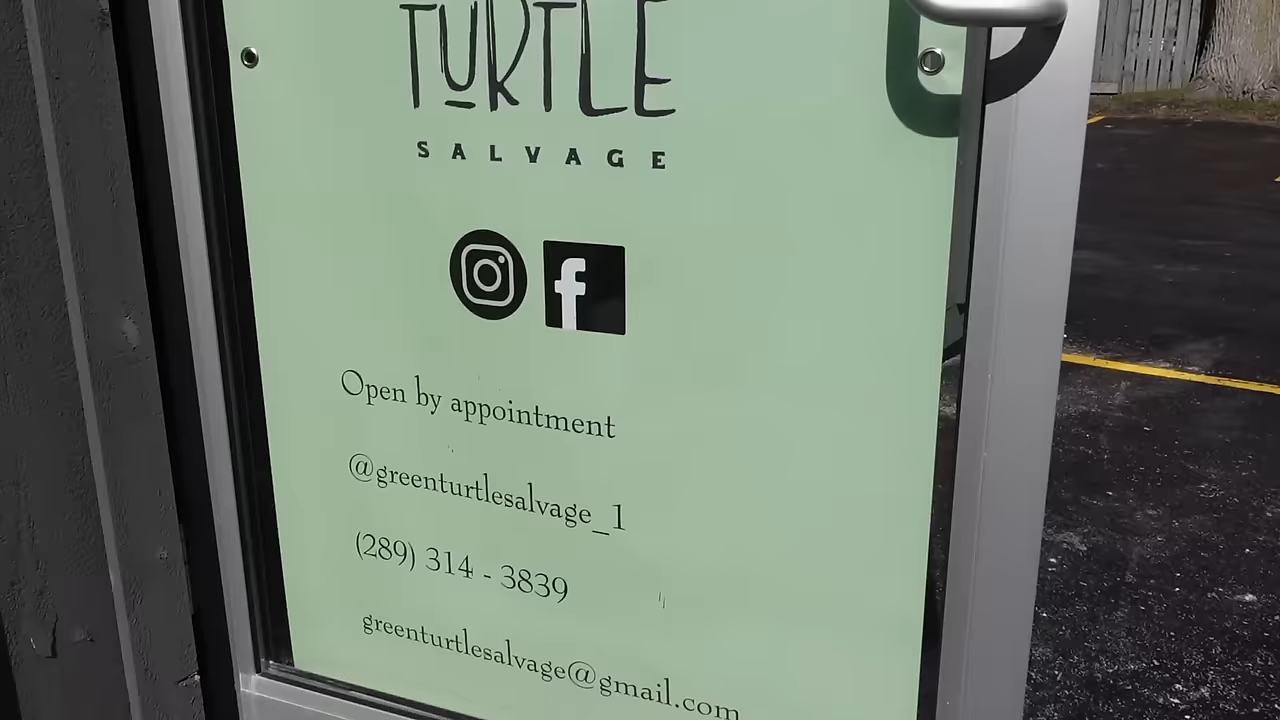 TURTLE
SALVAGE
Open by appointment
@greenturtlesalvage_1
(289) 314 - 3839
greenturtlesalvage@gmail.com